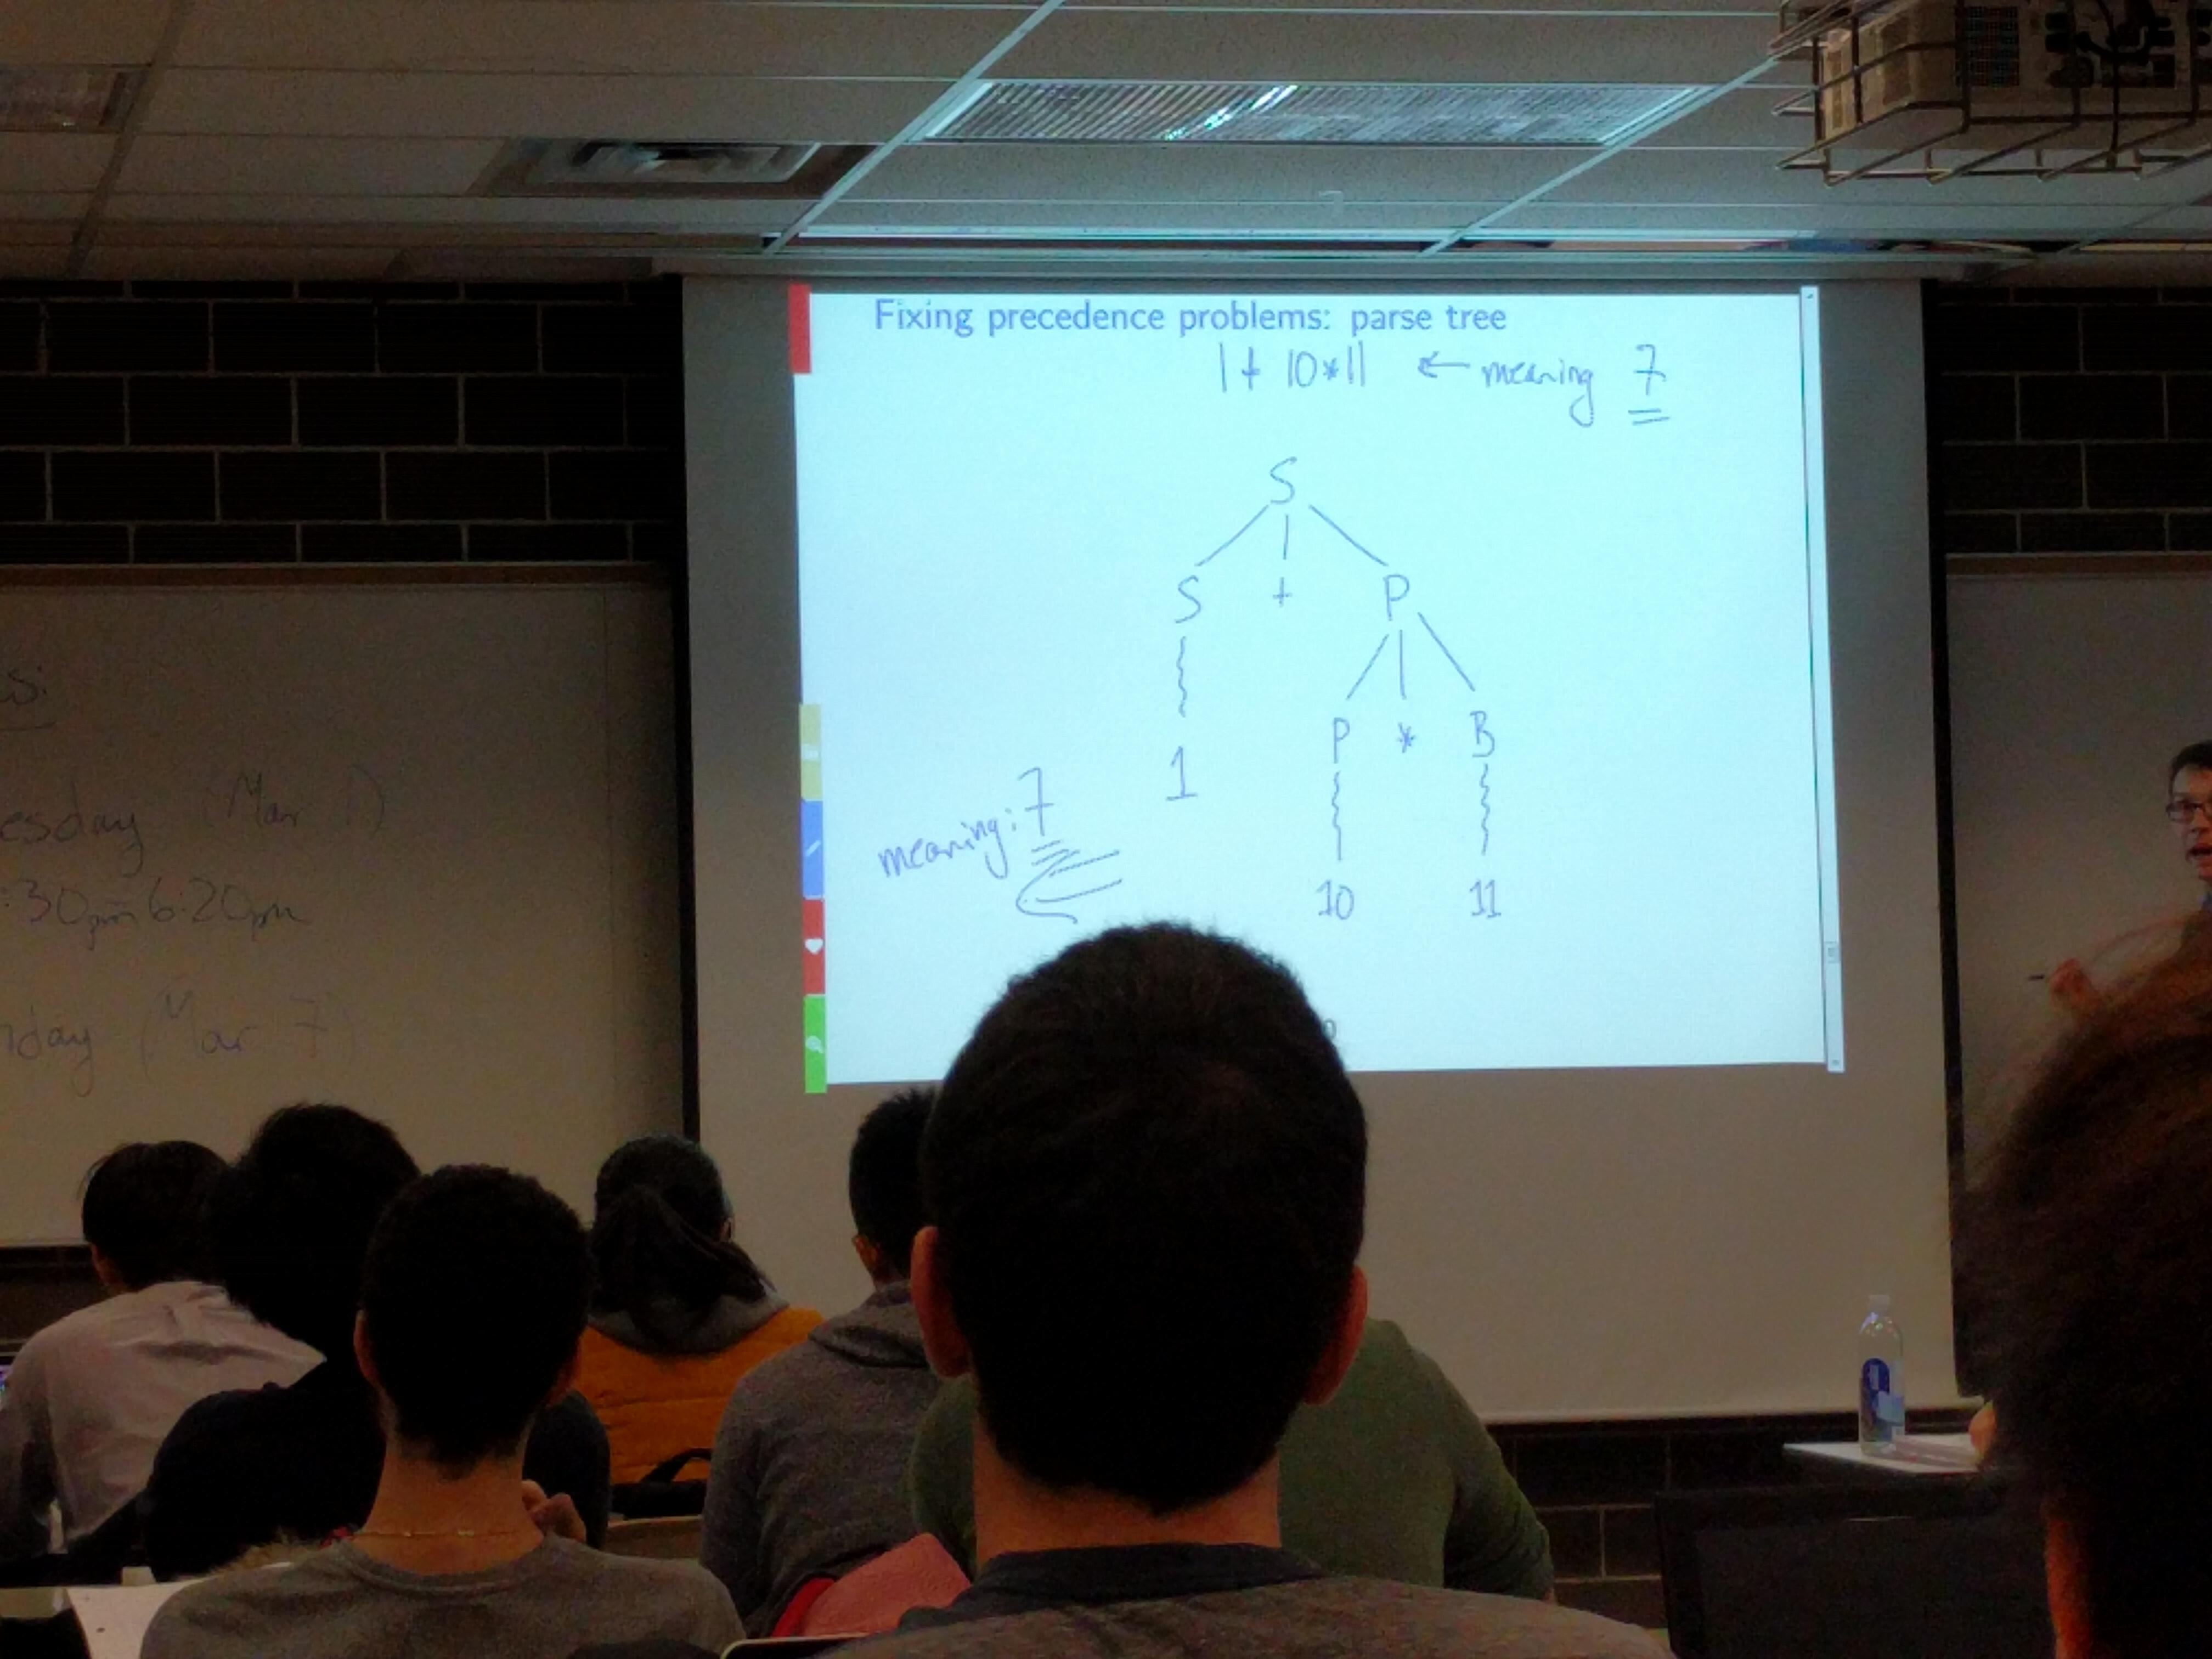 Fixing precedence problems: parse tree
1 + 10*11 ← meaning 7
S
S + P
P * B
1
meaning: 7
10 11
s:
esday (Mar 1)
:30pm 6:20pm
nday (Mar 7)